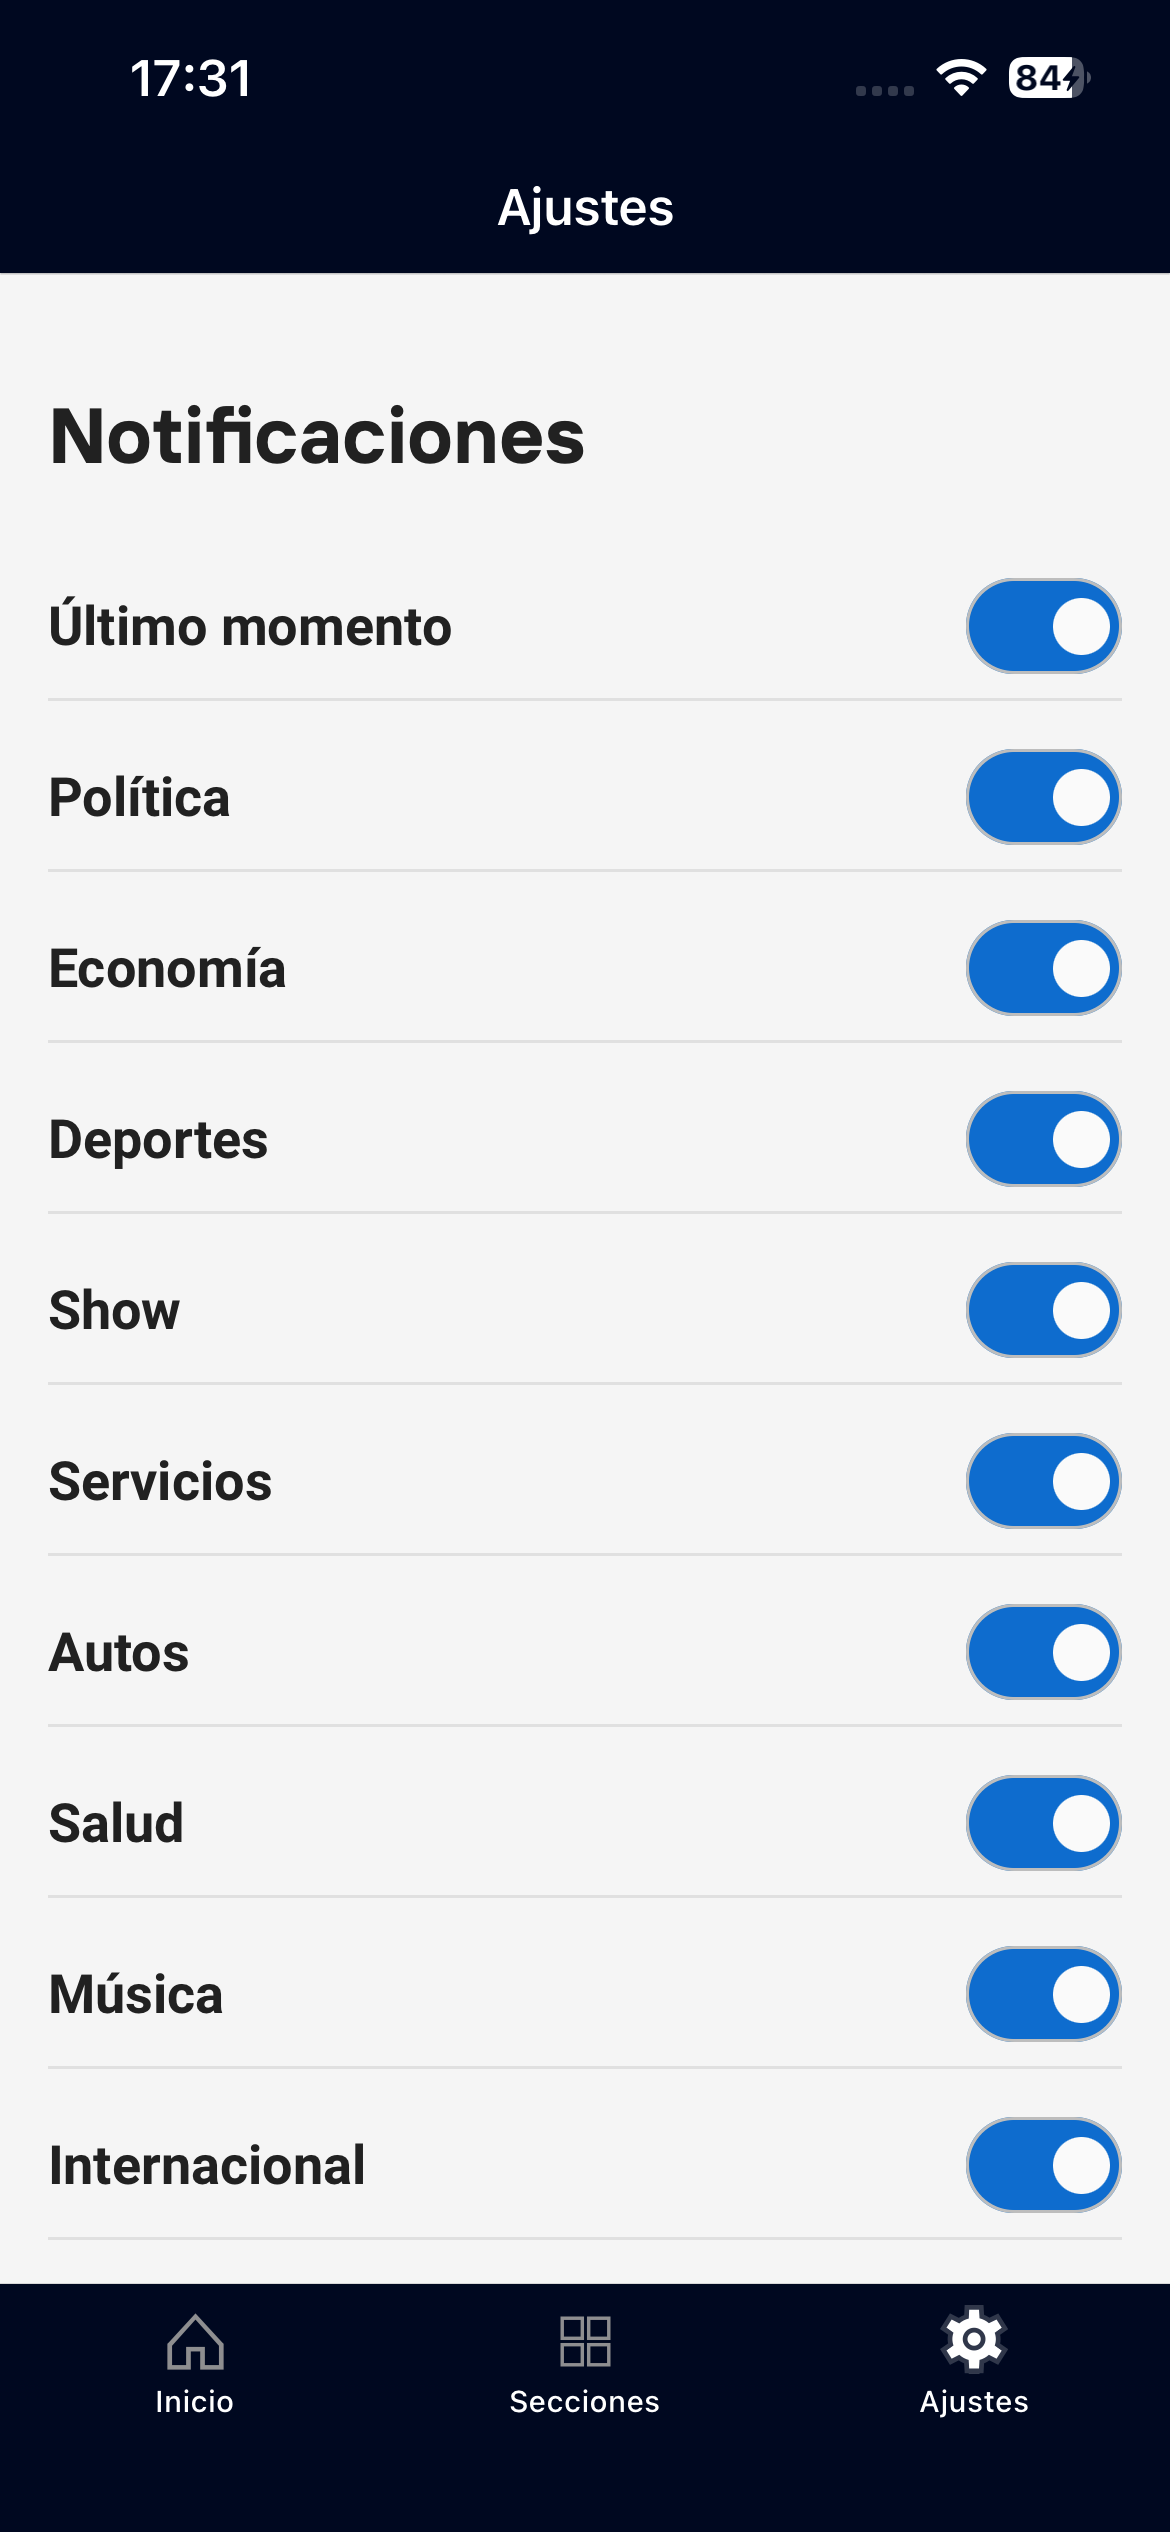 17:31
84
Ajustes
Notificaciones
Último momento
Política
Economía
Deportes
Show
Servicios
Autos
Salud
Música
Internacional
Inicio
Secciones
Ajustes